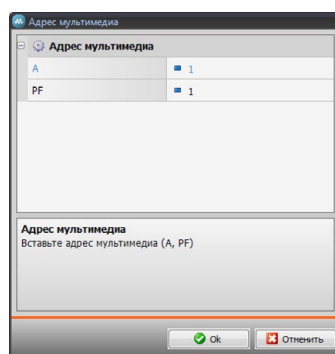 Адрес мультимедиа
Адрес мультимедиа
A 1
PF 1
Адрес мультимедиа
Вставьте адрес мультимедиа (A, PF)
Ok Отменить